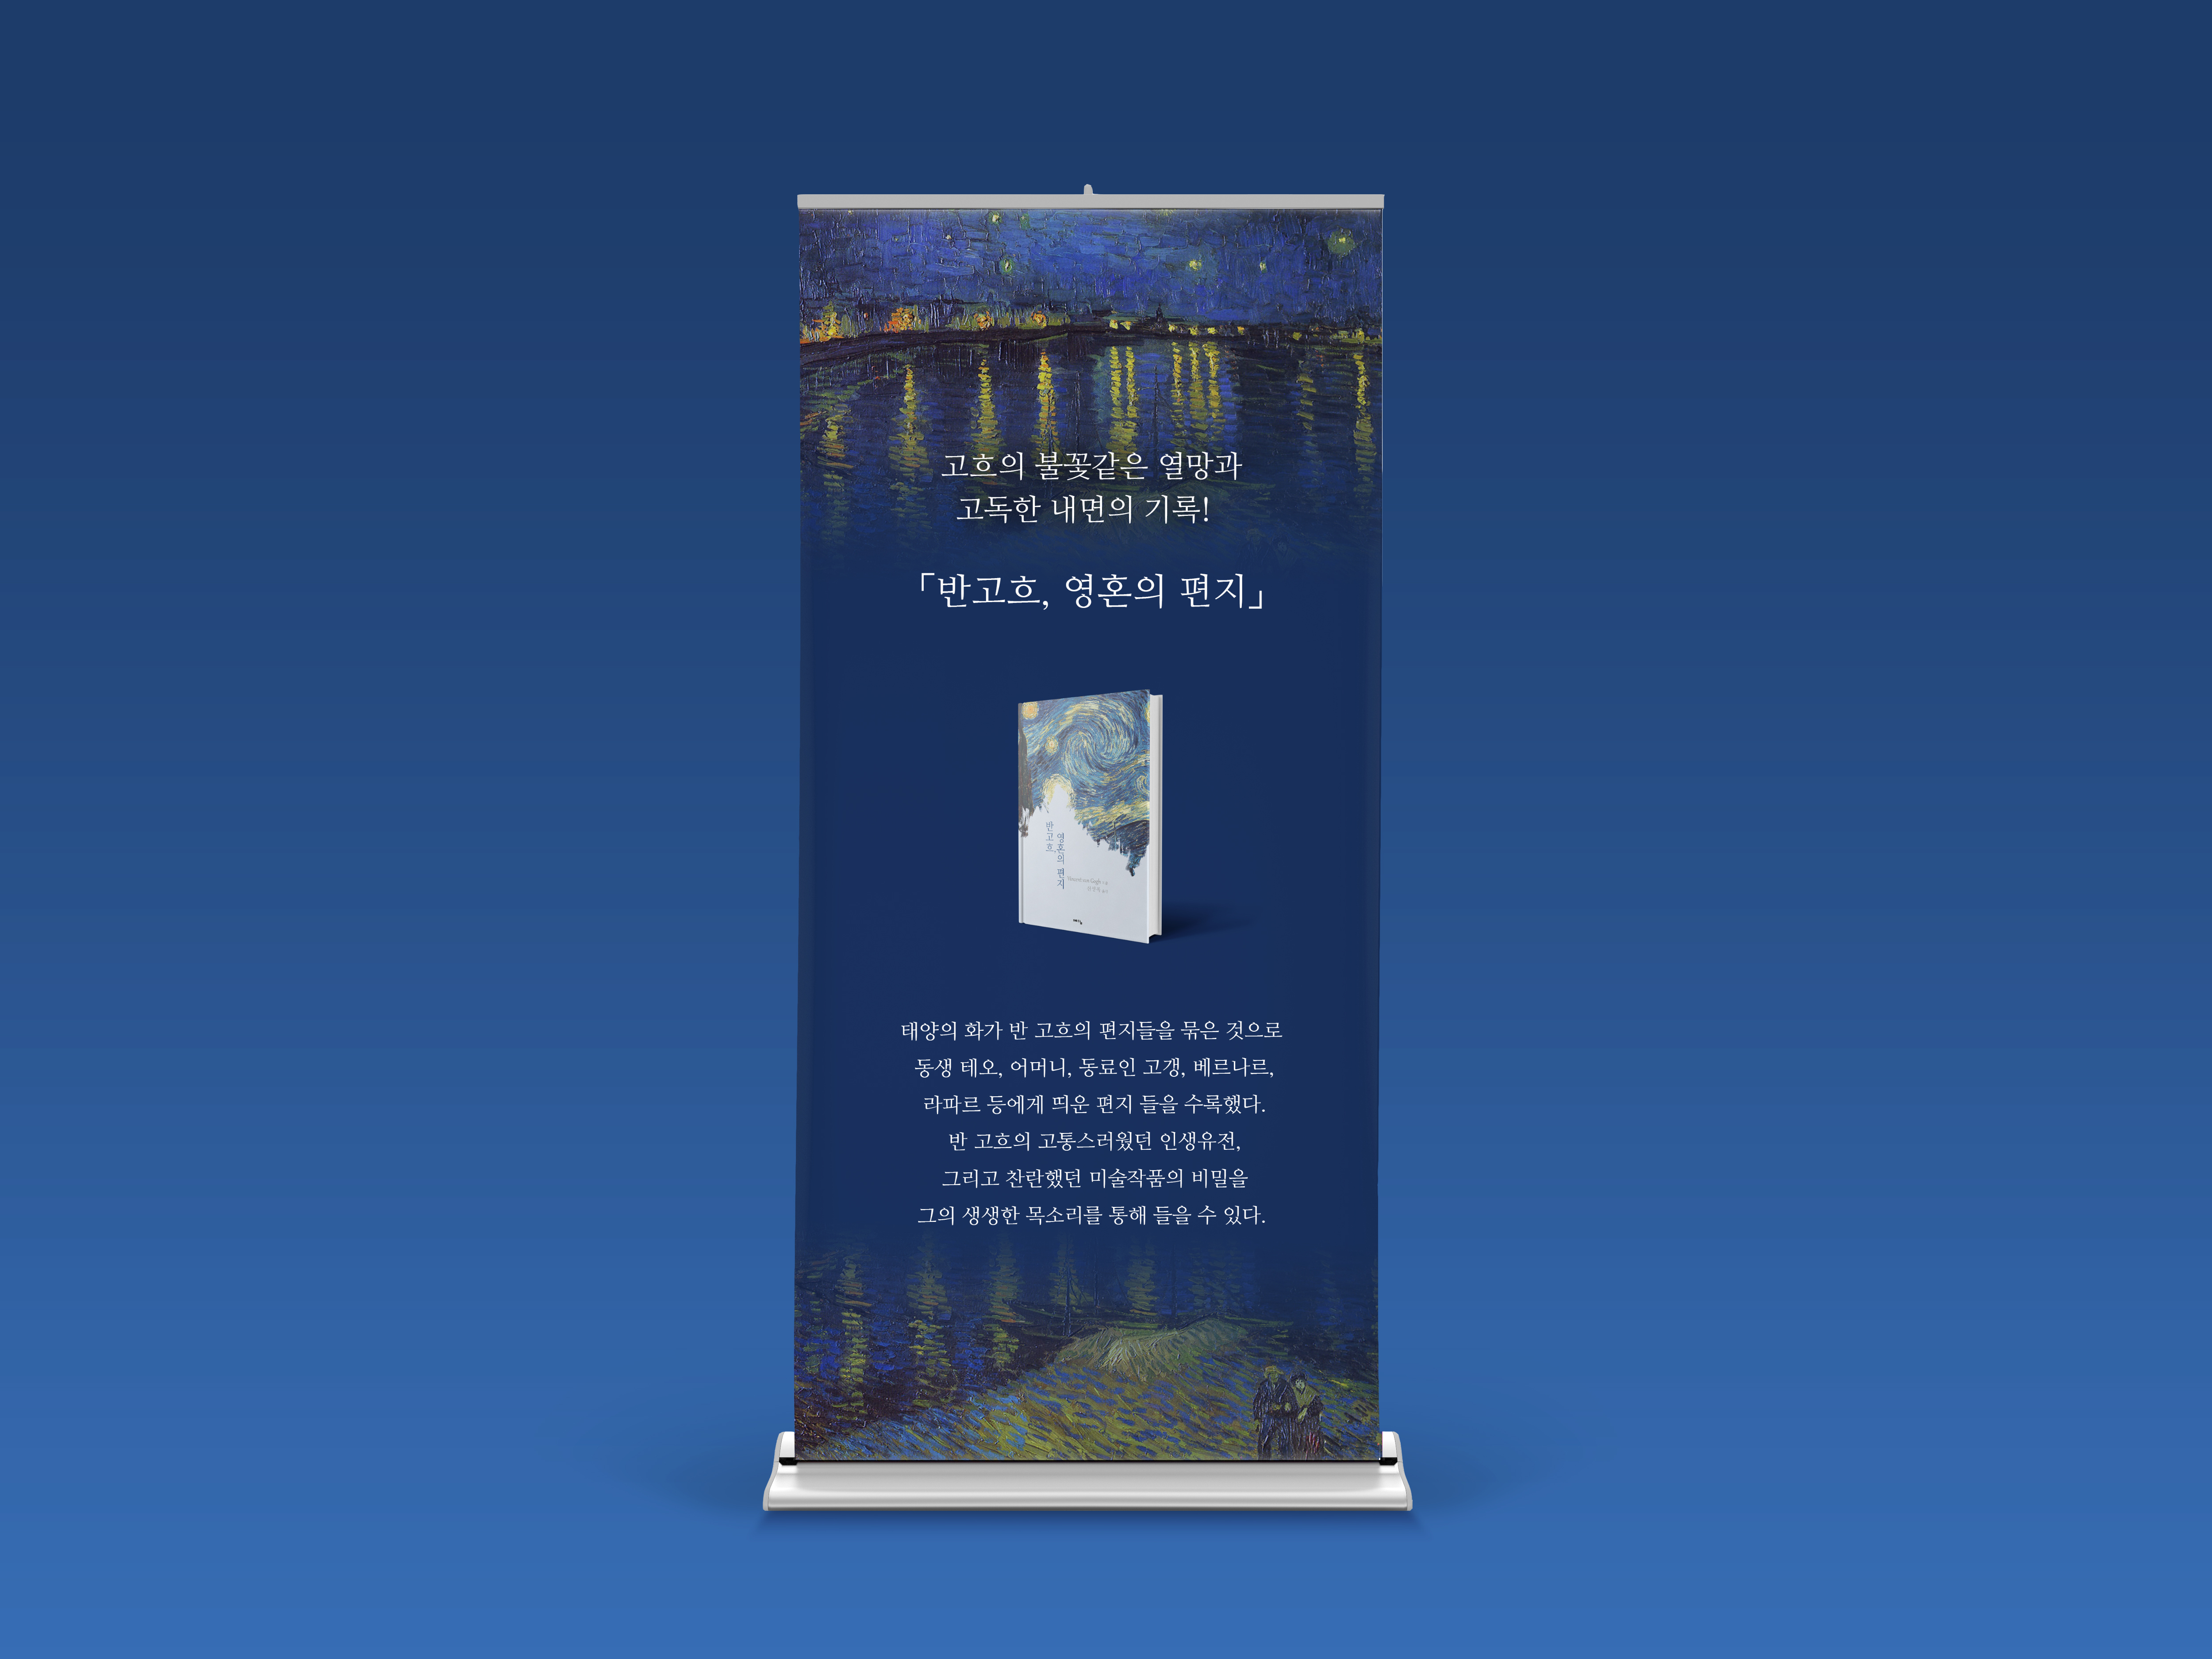 고흐의 불꽃같은 열망과
고독한 내면의 기록!
「반고흐, 영혼의 편지」
반고흐,
영혼의 편지
태양의 화가 반 고흐의 편지들을 묶은 것으로
동생 테오, 어머니, 동료인 고갱, 베르나르,
라파르 등에게 띄운 편지 들을 수록했다.
반 고흐의 고통스러웠던 인생유전,
그리고 찬란했던 미술작품의 비밀을
그의 생생한 목소리를 통해 들을 수 있다.